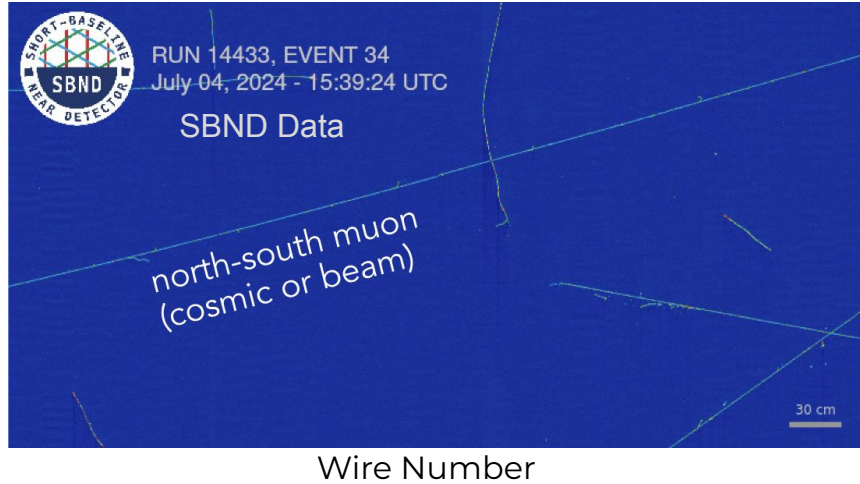 SHORT-BASELINE
SBND
NEAR DETECTOR
RUN 14433, EVENT 34
July 04, 2024 - 15:39:24 UTC
SBND Data
north-south muon
(cosmic or beam)
30 cm
Wire Number